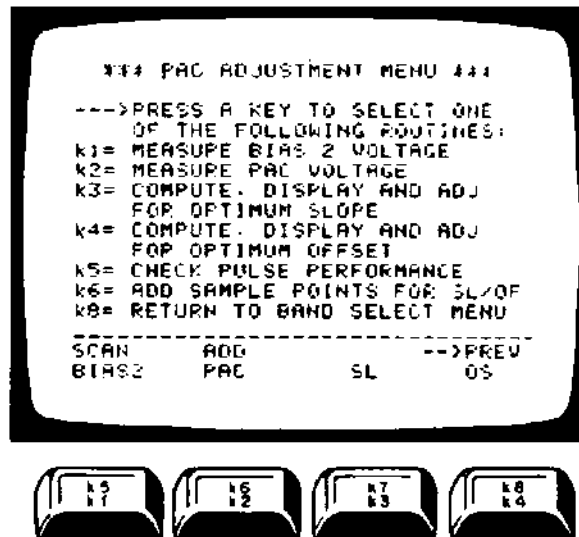 *** PAC ADJUSTMENT MENU ***
--->PRESS A KEY TO SELECT ONE
OF THE FOLLOWING ROUTINES:
k1= MEASURE BIAS 2 VOLTAGE
k2= MEASURE PAC VOLTAGE
k3= COMPUTE, DISPLAY AND ADJ
FOR OPTIMUM SLOPE
k4= COMPUTE, DISPLAY AND ADJ
FOR OPTIMUM OFFSET
k5= CHECK PULSE PERFORMANCE
k6= ADD SAMPLE POINTS FOR SL/OF
k8= RETURN TO BAND SELECT MENU
--------------------------------
SCAN ADD -->PREV
BIAS2 PAC SL OS
k5 k6 k7 k8
k1 k2 k3 k4